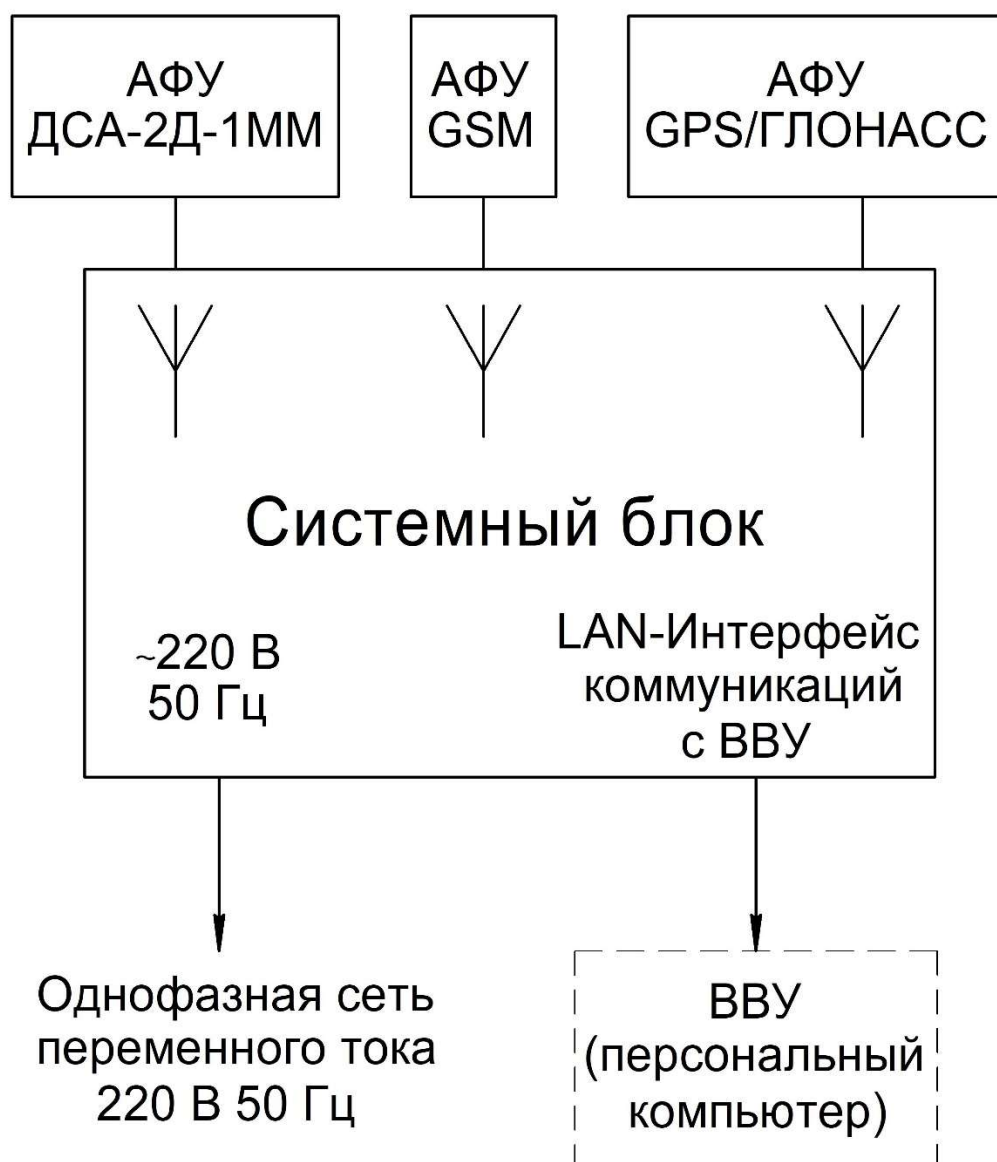 АФУ
ДСА-2Д-1ММ
АФУ
GSM
АФУ
GPS/ГЛОНАСС
Системный блок
~220 В
50 Гц
LAN-Интерфейс
коммуникаций
с ВВУ
Однофазная сеть
переменного тока
220 В 50 Гц
ВВУ
(персональный
компьютер)